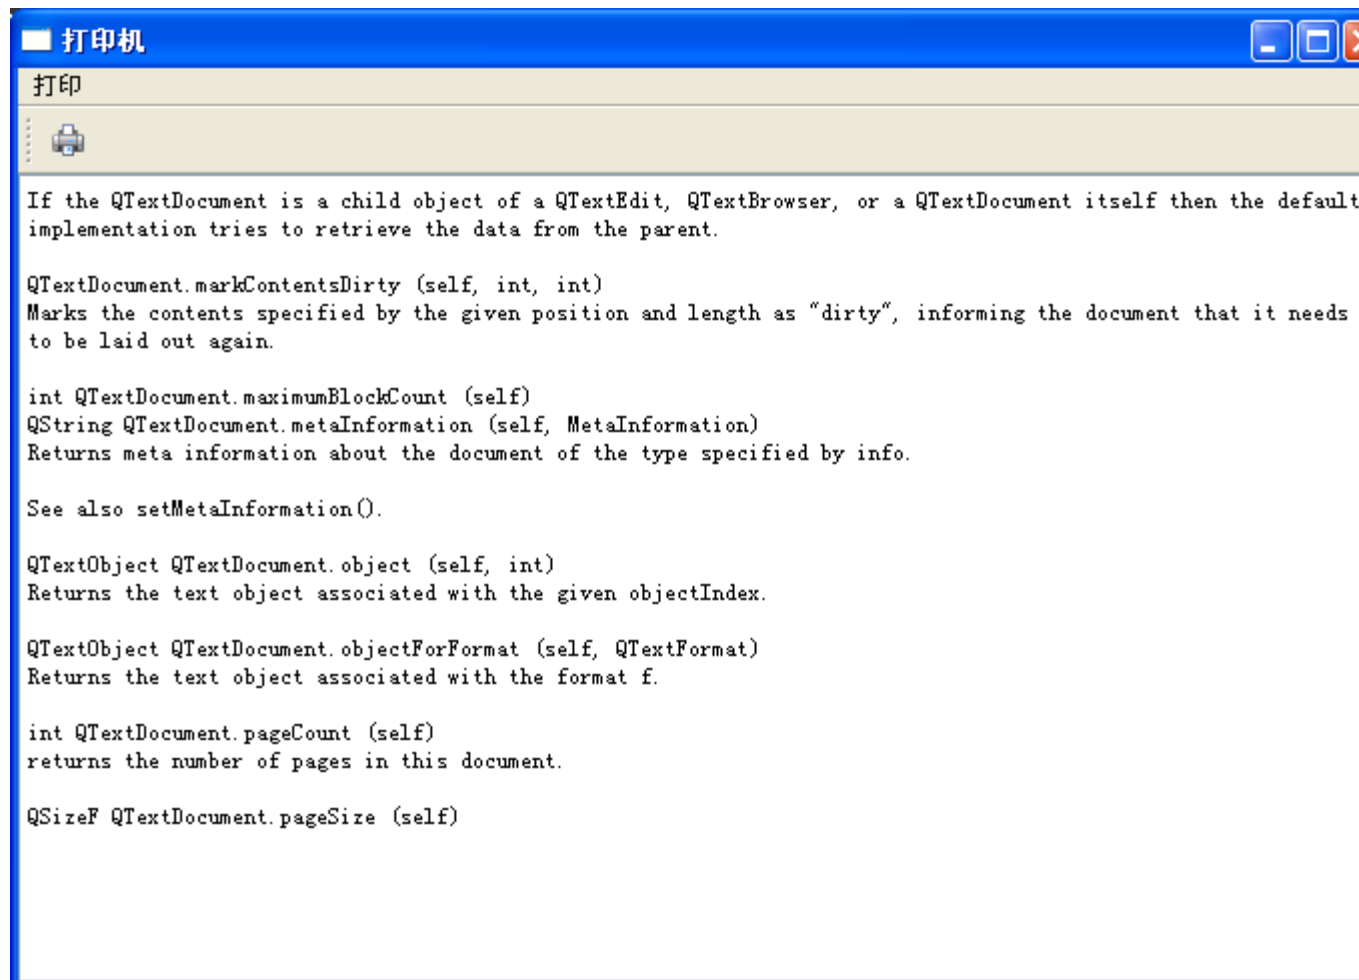 打印机
打印
If the QTextDocument is a child object of a QTextEdit, QTextBrowser, or a QTextDocument itself then the default
implementation tries to retrieve the data from the parent.
QTextDocument.markContentsDirty (self, int, int)
Marks the contents specified by the given position and length as "dirty", informing the document that it needs
to be laid out again.
int QTextDocument.maximumBlockCount (self)
QString QTextDocument.metaInformation (self, MetaInformation)
Returns meta information about the document of the type specified by info.
See also setMetaInformation().
QTextObject QTextDocument.object (self, int)
Returns the text object associated with the given objectIndex.
QTextObject QTextDocument.objectForFormat (self, QTextFormat)
Returns the text object associated with the format f.
int QTextDocument.pageCount (self)
returns the number of pages in this document.
QSizeF QTextDocument.pageSize (self)